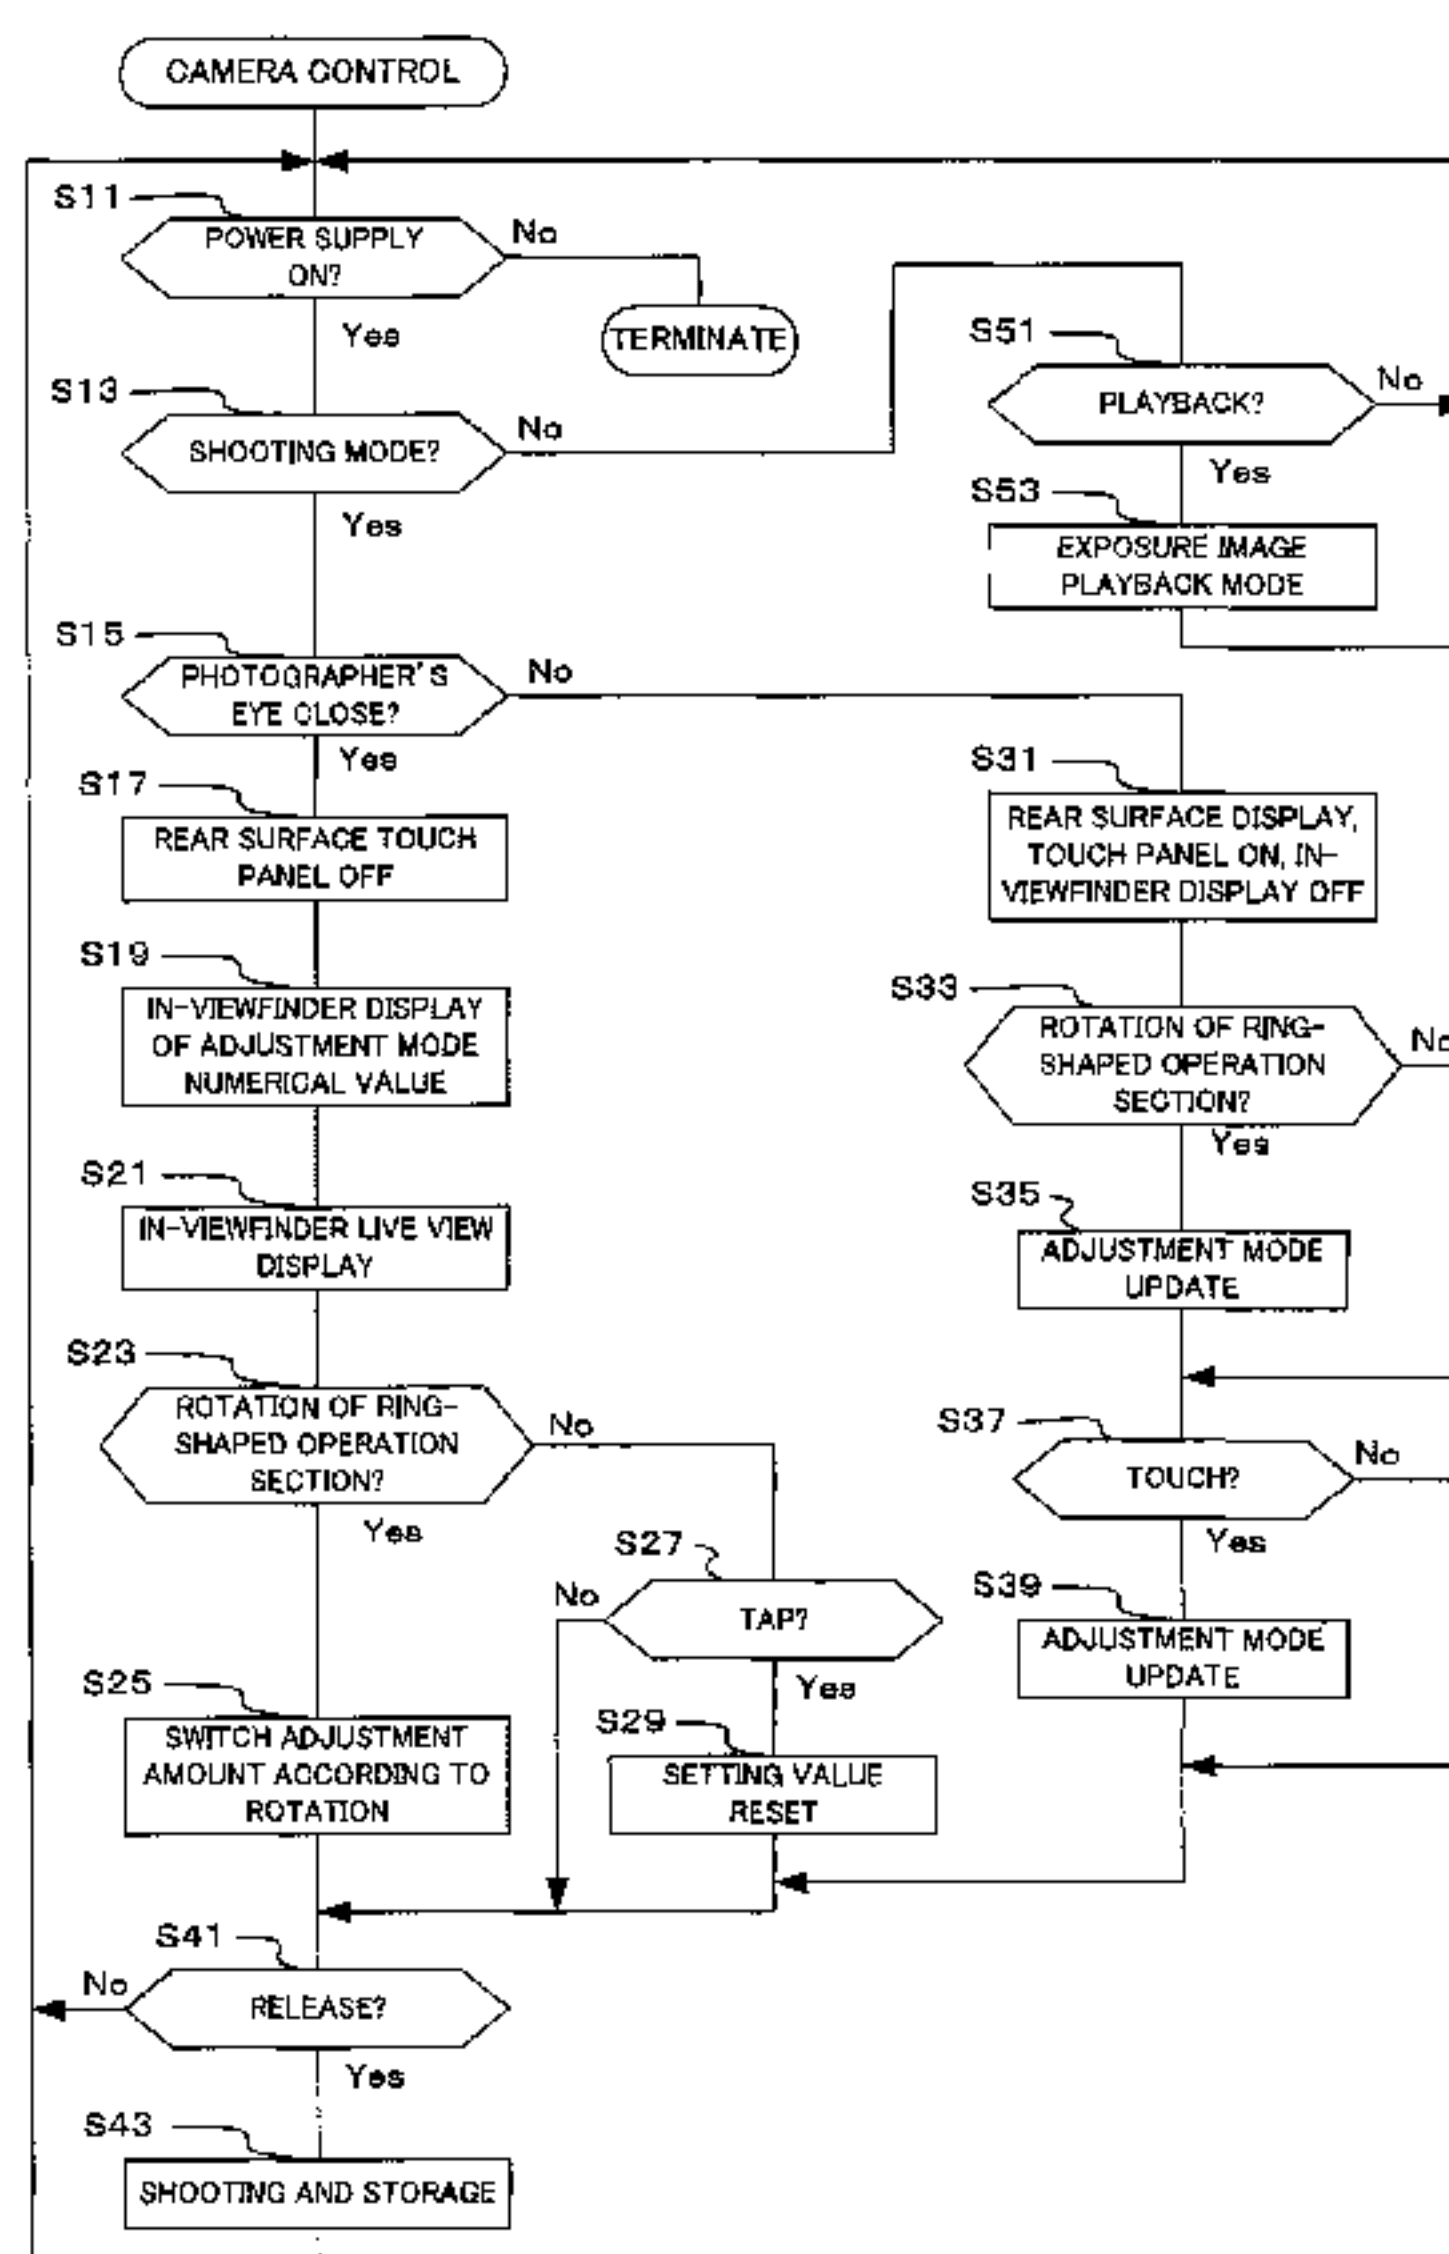 CAMERA CONTROL
S11
POWER SUPPLY
ON?
No
Yes
TERMINATE
S13
SHOOTING MODE?
No
Yes
S51
PLAYBACK?
No
Yes
S53
EXPOSURE IMAGE
PLAYBACK MODE
S15
PHOTOGRAPHER'S
EYE CLOSE?
No
Yes
S17
REAR SURFACE TOUCH
PANEL OFF
S19
IN-VIEWFINDER DISPLAY
OF ADJUSTMENT MODE
NUMERICAL VALUE
S21
IN-VIEWFINDER LIVE VIEW
DISPLAY
S23
ROTATION OF RING-
SHAPED OPERATION
SECTION?
No
Yes
S27
TAP?
No
Yes
S25
SWITCH ADJUSTMENT
AMOUNT ACCORDING TO
ROTATION
S29
SETTING VALUE
RESET
S31
REAR SURFACE DISPLAY,
TOUCH PANEL ON, IN-
VIEWFINDER DISPLAY OFF
S33
ROTATION OF RING-
SHAPED OPERATION
SECTION?
No
Yes
S35
ADJUSTMENT MODE
UPDATE
S37
TOUCH?
No
Yes
S39
ADJUSTMENT MODE
UPDATE
S41
RELEASE?
No
Yes
S43
SHOOTING AND STORAGE